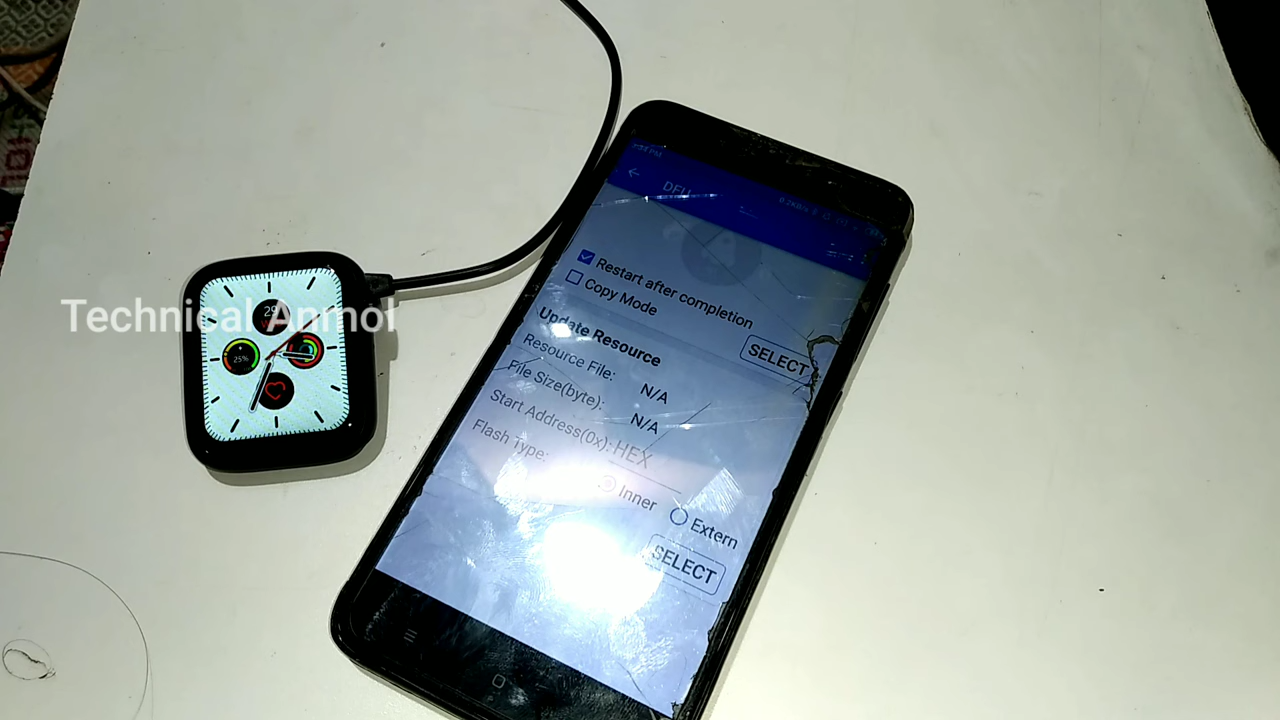 Technical Anmol
DFU
Restart after completion
Copy Mode
SELECT
Update Resource
Resource File: N/A
File Size(byte): N/A
Start Address(0x): HEX
Flash Type:
Inner
Extern
SELECT
25%